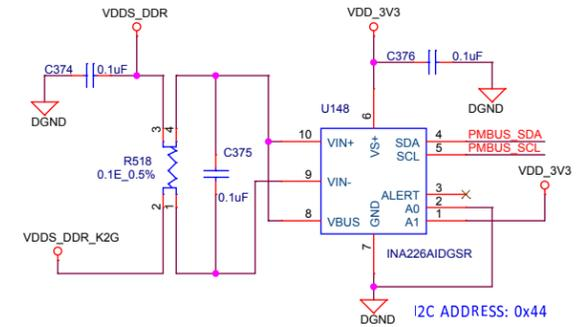 VDDS_DDR
VDD_3V3
C374
0.1uF
C376
0.1uF
DGND
DGND
U148
6
3
4
R518
0.1E_0.5%
C375
0.1uF
10
VIN+
VS+
SDA
4
PMBUS_SDA
SCL
5
PMBUS_SCL
9
VIN-
VDD_3V3
ALERT
3
A0
2
8
VBUS
GND
A1
1
2
1
VDDS_DDR_K2G
7
INA226AIDGSR
DGND
I2C ADDRESS: 0x44